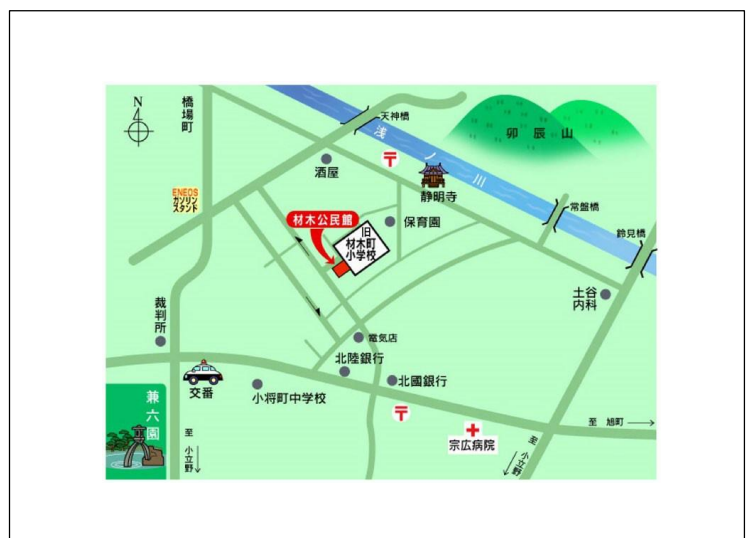 N
橋場町
天神橋
浅ノ川
卯辰山
酒屋
〒
静明寺
ENEOS
ガソリン
スタンド
常盤橋
材木公民館
保育園
旧
材木町
小学校
鈴見橋
土谷
内科
裁判所
電気店
北陸銀行
交番
北國銀行
小将町中学校
兼六園
〒
至 旭町
至 小立野
宗広病院
至 小立野